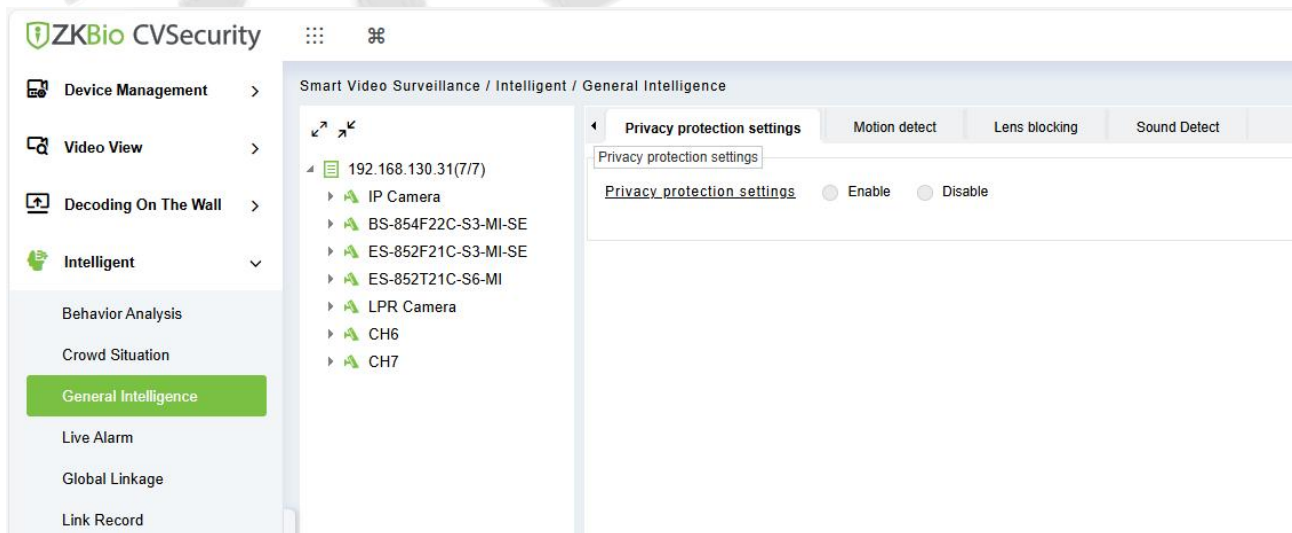 ZKBio CVSecurity
Device Management
Video View
Decoding On The Wall
Intelligent
Behavior Analysis
Crowd Situation
General Intelligence
Live Alarm
Global Linkage
Link Record
Smart Video Surveillance / Intelligent / General Intelligence
192.168.130.31(7/7)
IP Camera
BS-854F22C-S3-MI-SE
ES-852F21C-S3-MI-SE
ES-852T21C-S6-MI
LPR Camera
CH6
CH7
Privacy protection settings Motion detect Lens blocking Sound Detect
Privacy protection settings
Privacy protection settings Enable Disable